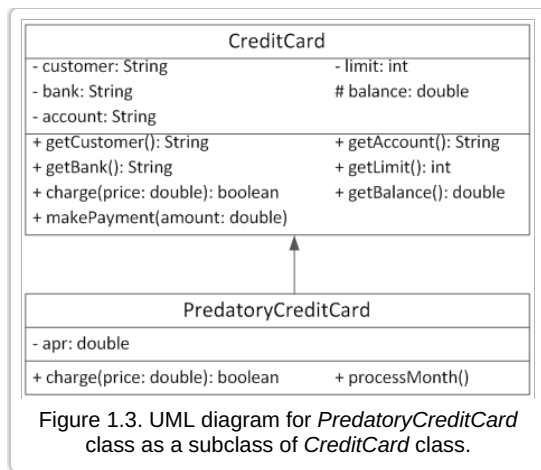 CreditCard
- customer: String - limit: int
- bank: String # balance: double
- account: String
+ getCustomer(): String + getAccount(): String
+ getBank(): String + getLimit(): int
+ charge(price: double): boolean + getBalance(): double
+ makePayment(amount: double)
PredatoryCreditCard
- apr: double
+ charge(price: double): boolean + processMonth()
Figure 1.3. UML diagram for PredatoryCreditCard
class as a subclass of CreditCard class.